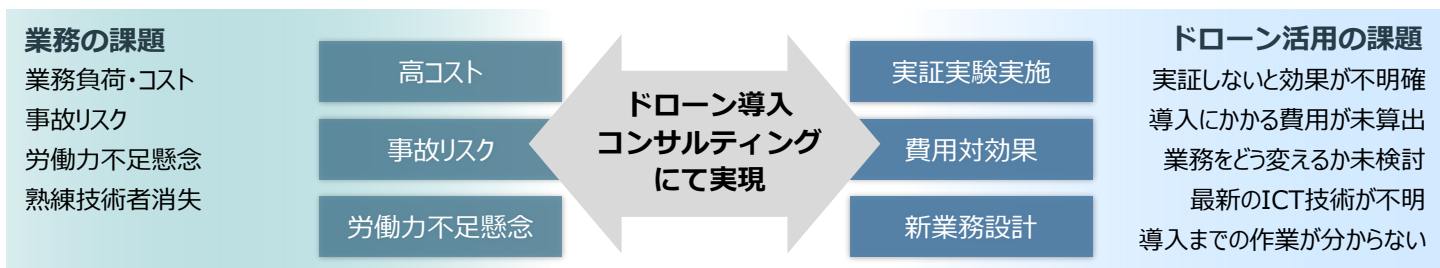 業務の課題
業務負荷・コスト
事故リスク
労働力不足懸念
熟練技術者消失
高コスト
事故リスク
労働力不足懸念
ドローン導入
コンサルティング
にて実現
実証実験実施
費用対効果
新業務設計
ドローン活用の課題
実証しないと効果が不明確
導入にかかる費用が未算出
業務をどう変えるか未検討
最新のICT技術が不明
導入までの作業が分からない